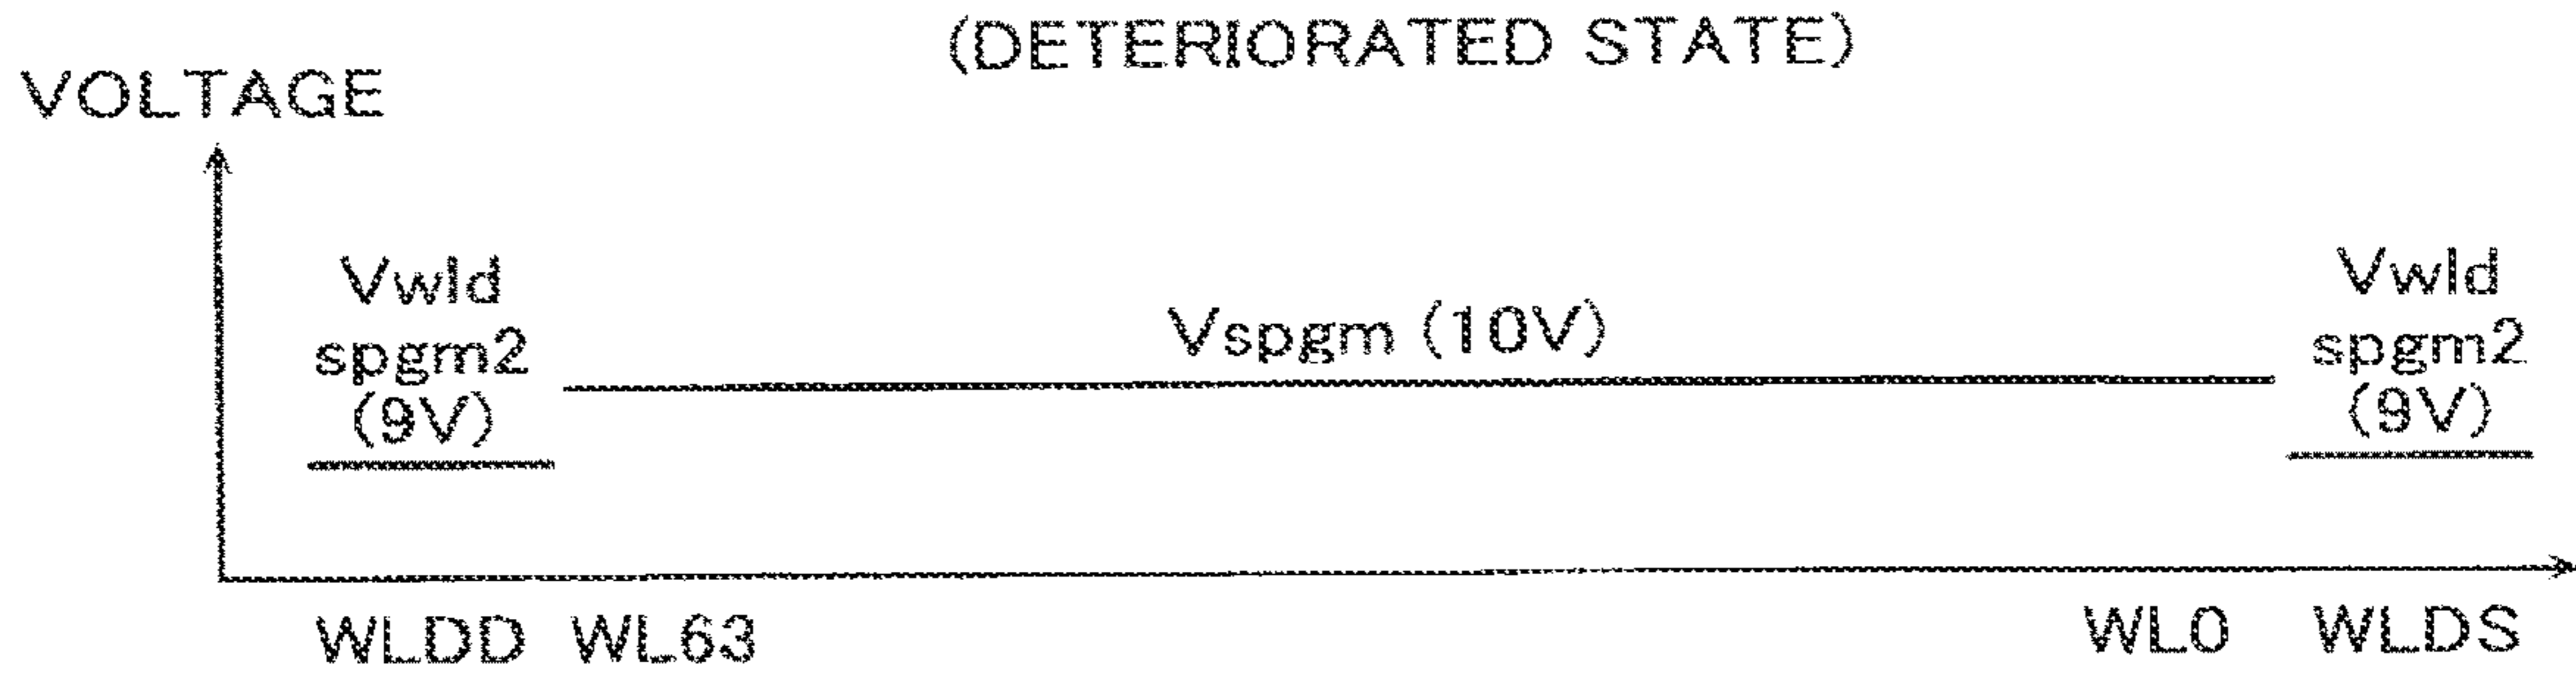 (DETERIORATED STATE)
VOLTAGE
Vwld
spgm2
(9V)
Vspgm (10V)
Vwld
spgm2
(9V)
WLDD WL63 WL0 WLDS